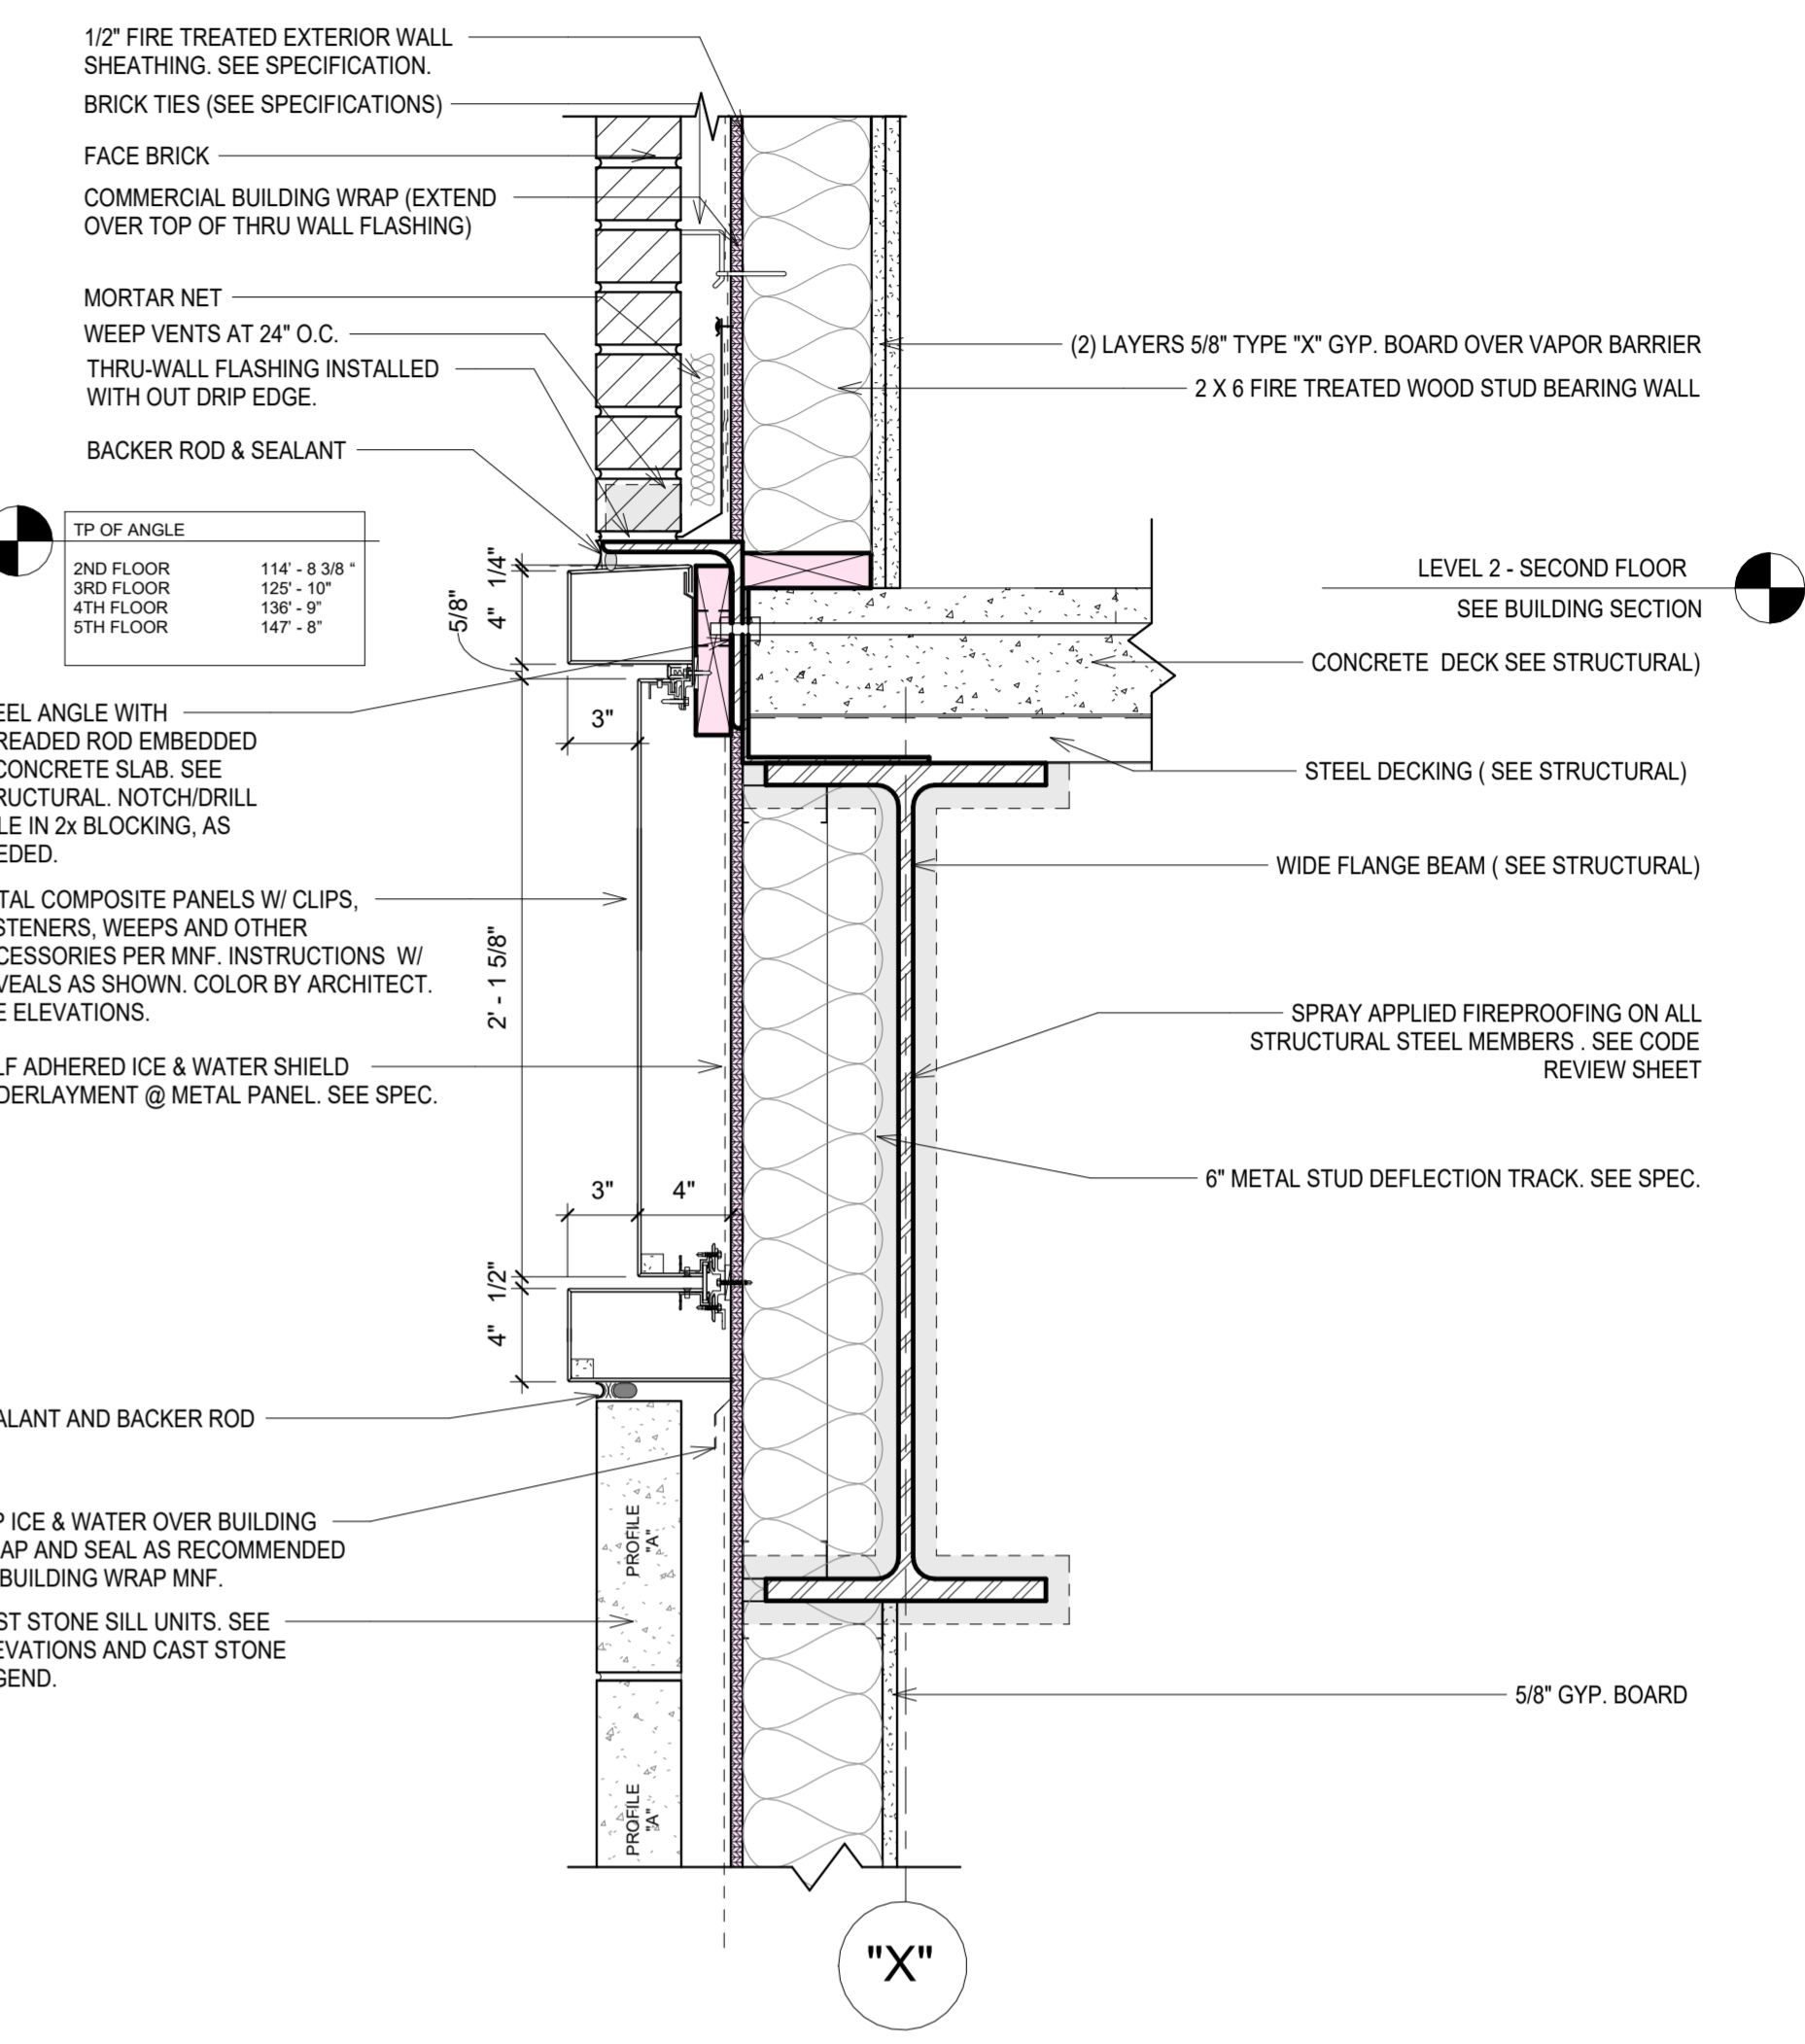 1/2" FIRE TREATED EXTERIOR WALL
SHEATHING. SEE SPECIFICATION.
BRICK TIES (SEE SPECIFICATIONS)
FACE BRICK
COMMERCIAL BUILDING WRAP (EXTEND
OVER TOP OF THRU WALL FLASHING)
MORTAR NET
WEEP VENTS AT 24" O.C.
THRU-WALL FLASHING INSTALLED
WITH OUT DRIP EDGE.
BACKER ROD & SEALANT
TP OF ANGLE
2ND FLOOR 114' - 8 3/8 "
3RD FLOOR 125' - 10"
4TH FLOOR 136' - 9"
5TH FLOOR 147' - 8"
EEL ANGLE WITH
READED ROD EMBEDDED
CONCRETE SLAB. SEE
RUCTURAL. NOTCH/DRILL
LE IN 2x BLOCKING, AS
EDED.
TAL COMPOSITE PANELS W/ CLIPS,
STENERS, WEEPS AND OTHER
CESSORIES PER MNF. INSTRUCTIONS W/
VEALS AS SHOWN. COLOR BY ARCHITECT.
E ELEVATIONS.
LF ADHERED ICE & WATER SHIELD
DERLAYMENT @ METAL PANEL. SEE SPEC.
ALANT AND BACKER ROD
P ICE & WATER OVER BUILDING
AP AND SEAL AS RECOMMENDED
BUILDING WRAP MNF.
ST STONE SILL UNITS. SEE
EVATIONS AND CAST STONE
GEND.
1/4"
4"
5/8"
3"
2' - 1 5/8"
3"
4"
1/2"
4"
PROFILE
"A"
PROFILE
"A"
(2) LAYERS 5/8" TYPE "X" GYP. BOARD OVER VAPOR BARRIER
2 X 6 FIRE TREATED WOOD STUD BEARING WALL
LEVEL 2 - SECOND FLOOR
SEE BUILDING SECTION
CONCRETE DECK SEE STRUCTURAL)
STEEL DECKING ( SEE STRUCTURAL)
WIDE FLANGE BEAM ( SEE STRUCTURAL)
SPRAY APPLIED FIREPROOFING ON ALL
STRUCTURAL STEEL MEMBERS . SEE CODE
REVIEW SHEET
6" METAL STUD DEFLECTION TRACK. SEE SPEC.
5/8" GYP. BOARD
"X"